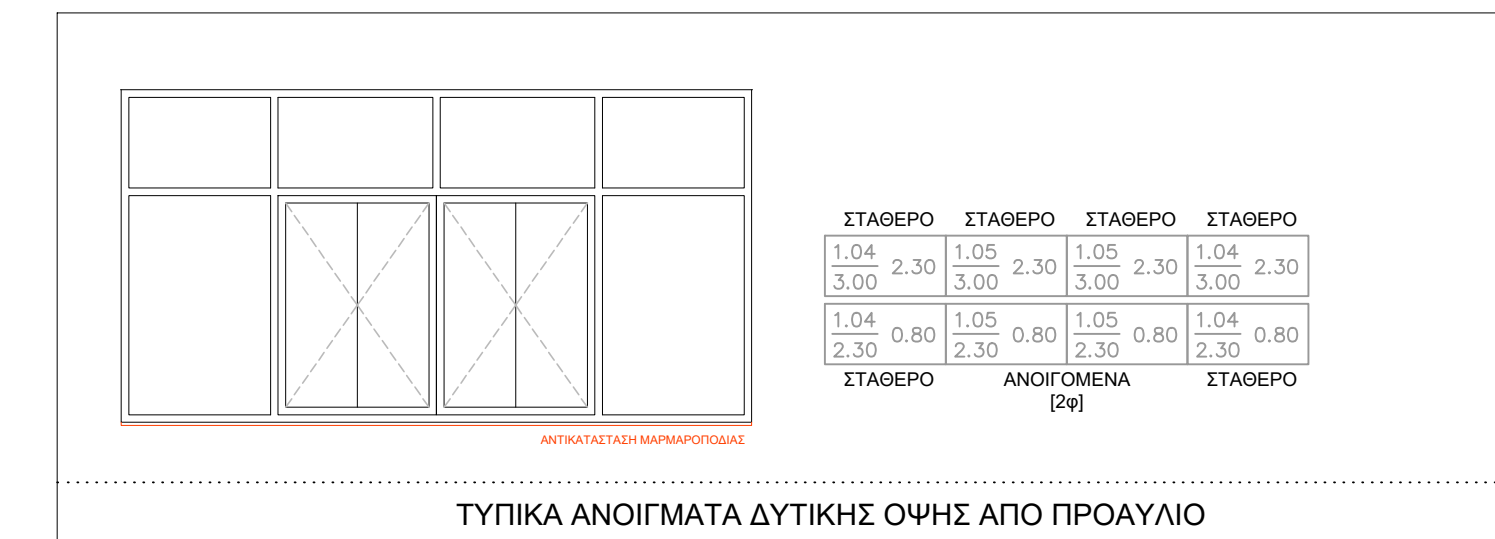 ΣΤΑΘΕΡΟ ΣΤΑΘΕΡΟ ΣΤΑΘΕΡΟ ΣΤΑΘΕΡΟ
1.04 1.05 1.05 1.04
2.30 2.30 2.30 2.30
3.00 3.00 3.00 3.00
1.04 1.05 1.05 1.04
0.80 0.80 0.80 0.80
2.30 2.30 2.30 2.30
ΣΤΑΘΕΡΟ ΑΝΟΙΓΟΜΕΝΑ ΣΤΑΘΕΡΟ
[2φ]
ΑΝΤΙΚΑΤΑΣΤΑΣΗ ΜΑΡΜΑΡΟΠΟΔΙΑΣ
ΤΥΠΙΚΑ ΑΝΟΙΓΜΑΤΑ ΔΥΤΙΚΗΣ ΟΨΗΣ ΑΠΟ ΠΡΟΑΥΛΙΟ